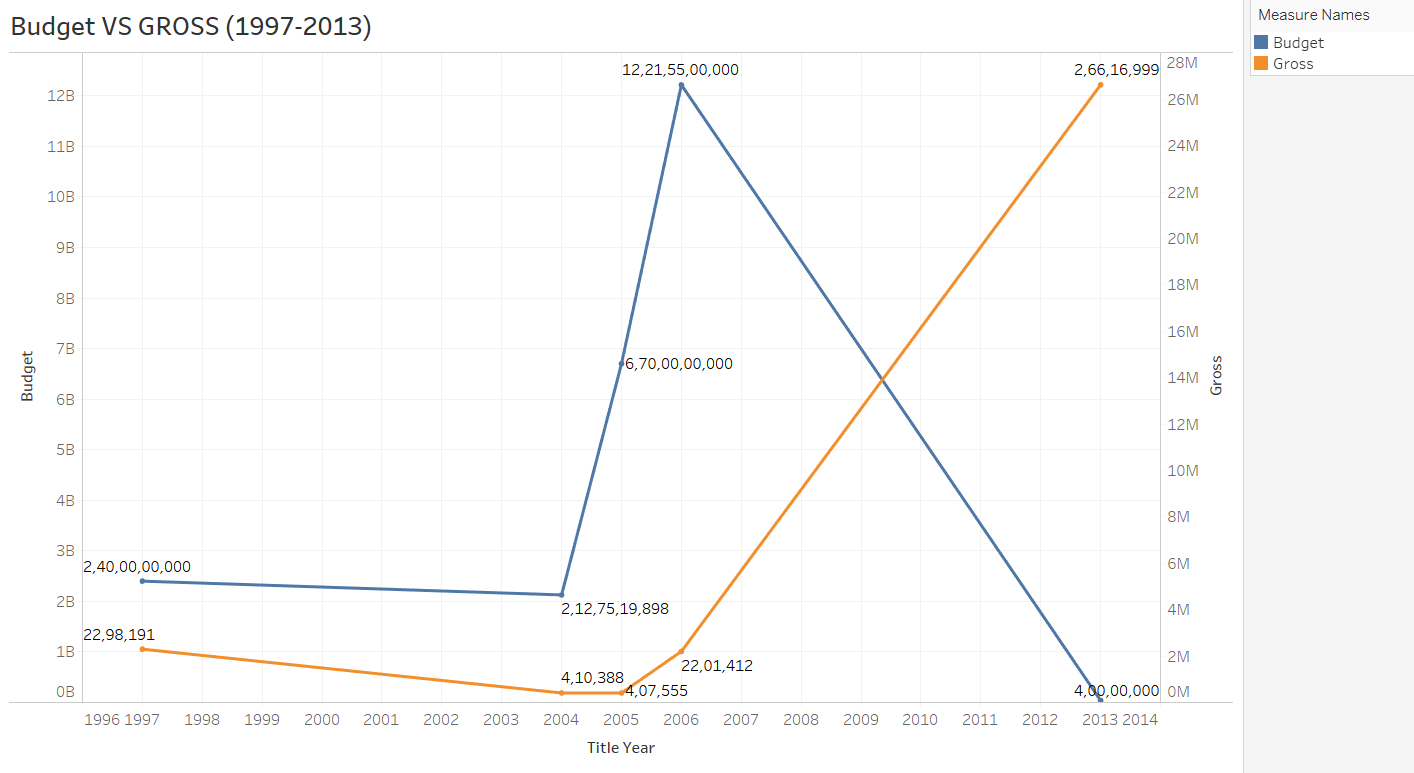 Budget VS GROSS (1997-2013)
Measure Names
Budget
Gross
12,21,55,00,000
2,66,16,999
6,70,00,00,000
2,40,00,00,000
2,12,75,19,898
22,98,191
4,10,388
4,07,555
22,01,412
4,00,00,000
12B
11B
10B
9B
8B
7B
6B
5B
4B
3B
2B
1B
0B
Budget
28M
26M
24M
22M
20M
18M
16M
14M
12M
10M
8M
6M
4M
2M
0M
Gross
1996 1997 1998 1999 2000 2001 2002 2003 2004 2005 2006 2007 2008 2009 2010 2011 2012 2013 2014
Title Year